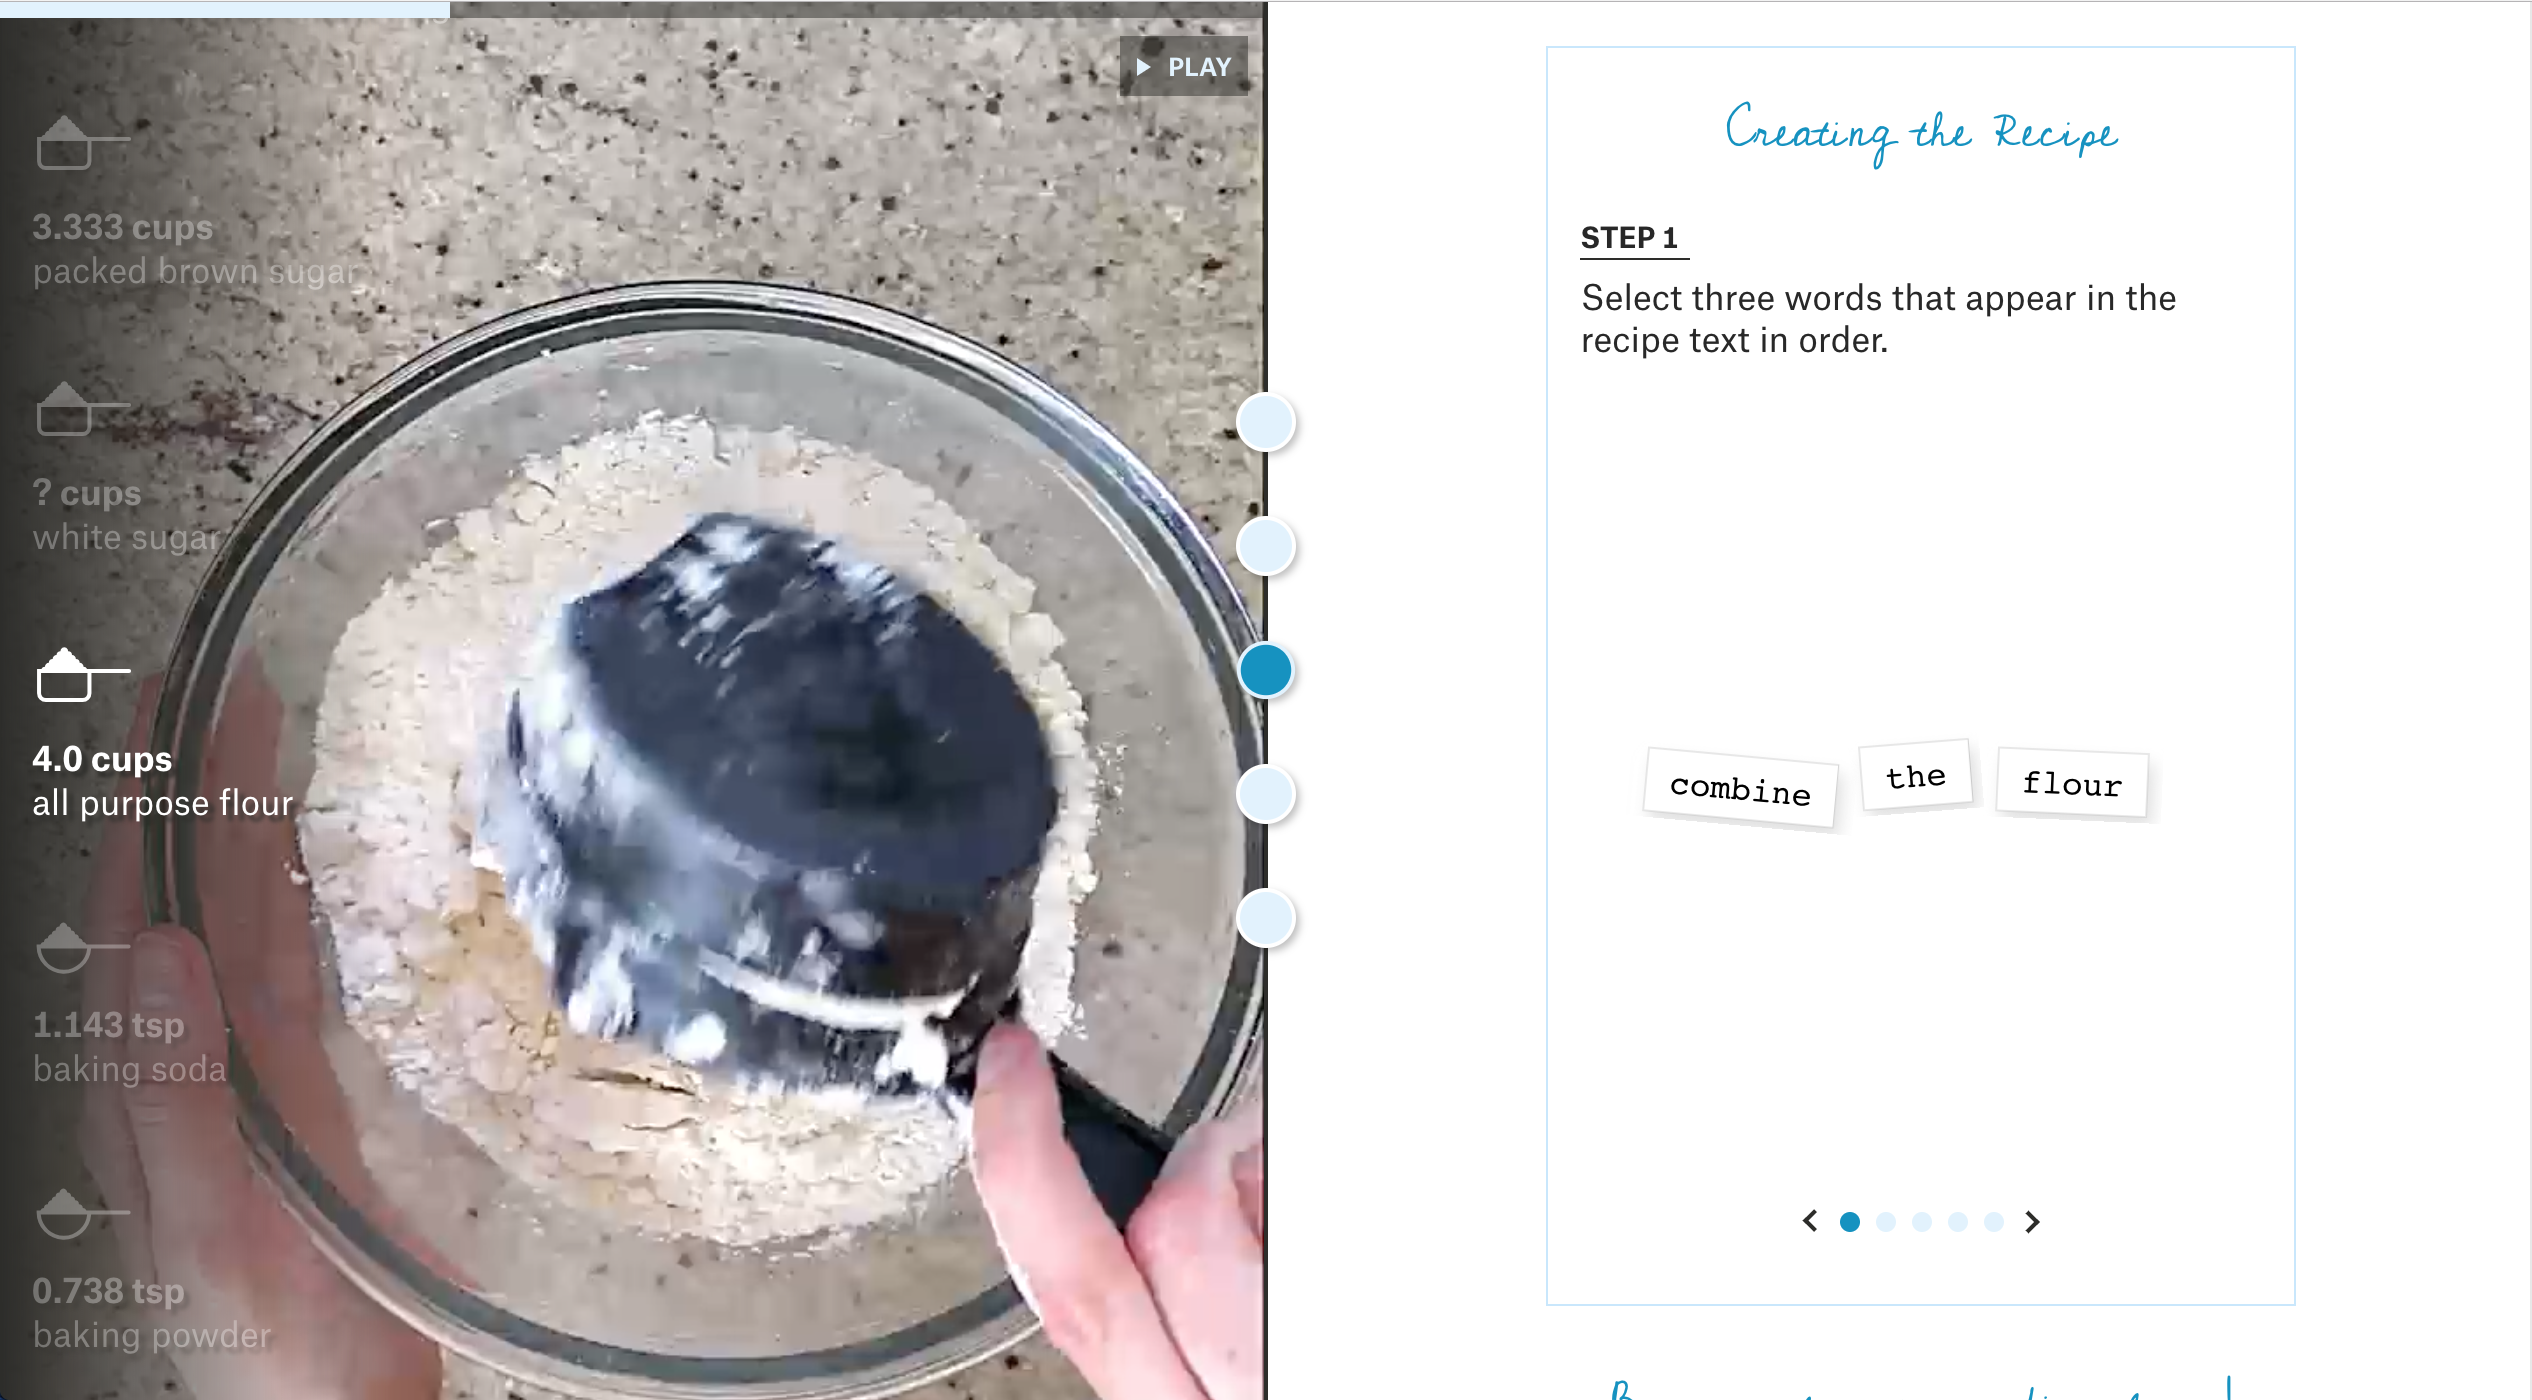 PLAY
3.333 cups
packed brown sugar
? cups
white sugar
4.0 cups
all purpose flour
1.143 tsp
baking soda
0.738 tsp
baking powder
Creating the Recipe
STEP 1
Select three words that appear in the
recipe text in order.
combine the flour